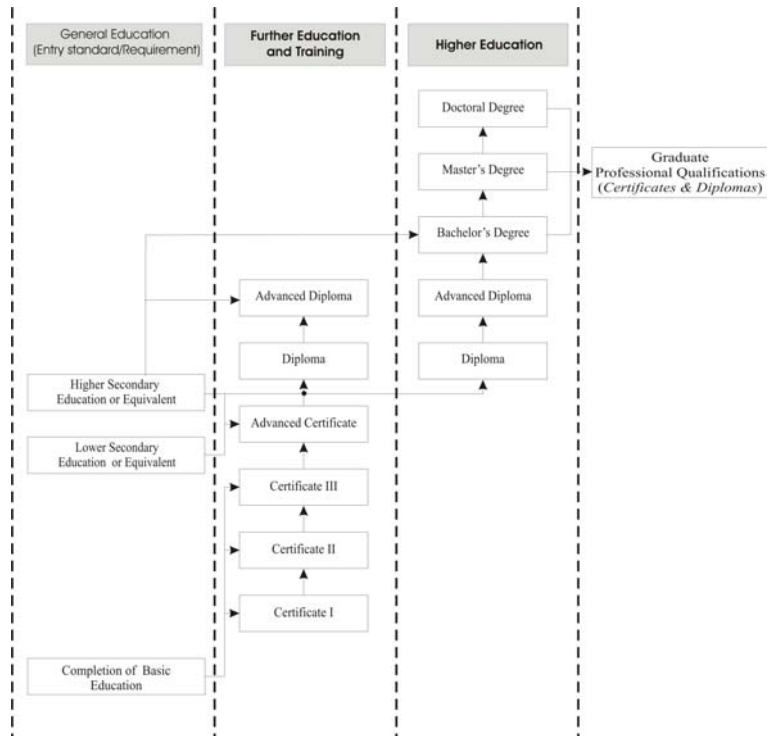 General Education
(Entry standard/Requirement)
Further Education
and Training
Higher Education
Doctoral Degree
Master's Degree
Graduate
Professional Qualifications
(Certificates & Diplomas)
Bachelor's Degree
Advanced Diploma
Advanced Diploma
Diploma
Diploma
Higher Secondary
Education or Equivalent
Advanced Certificate
Lower Secondary
Education or Equivalent
Certificate III
Certificate II
Certificate I
Completion of Basic
Education